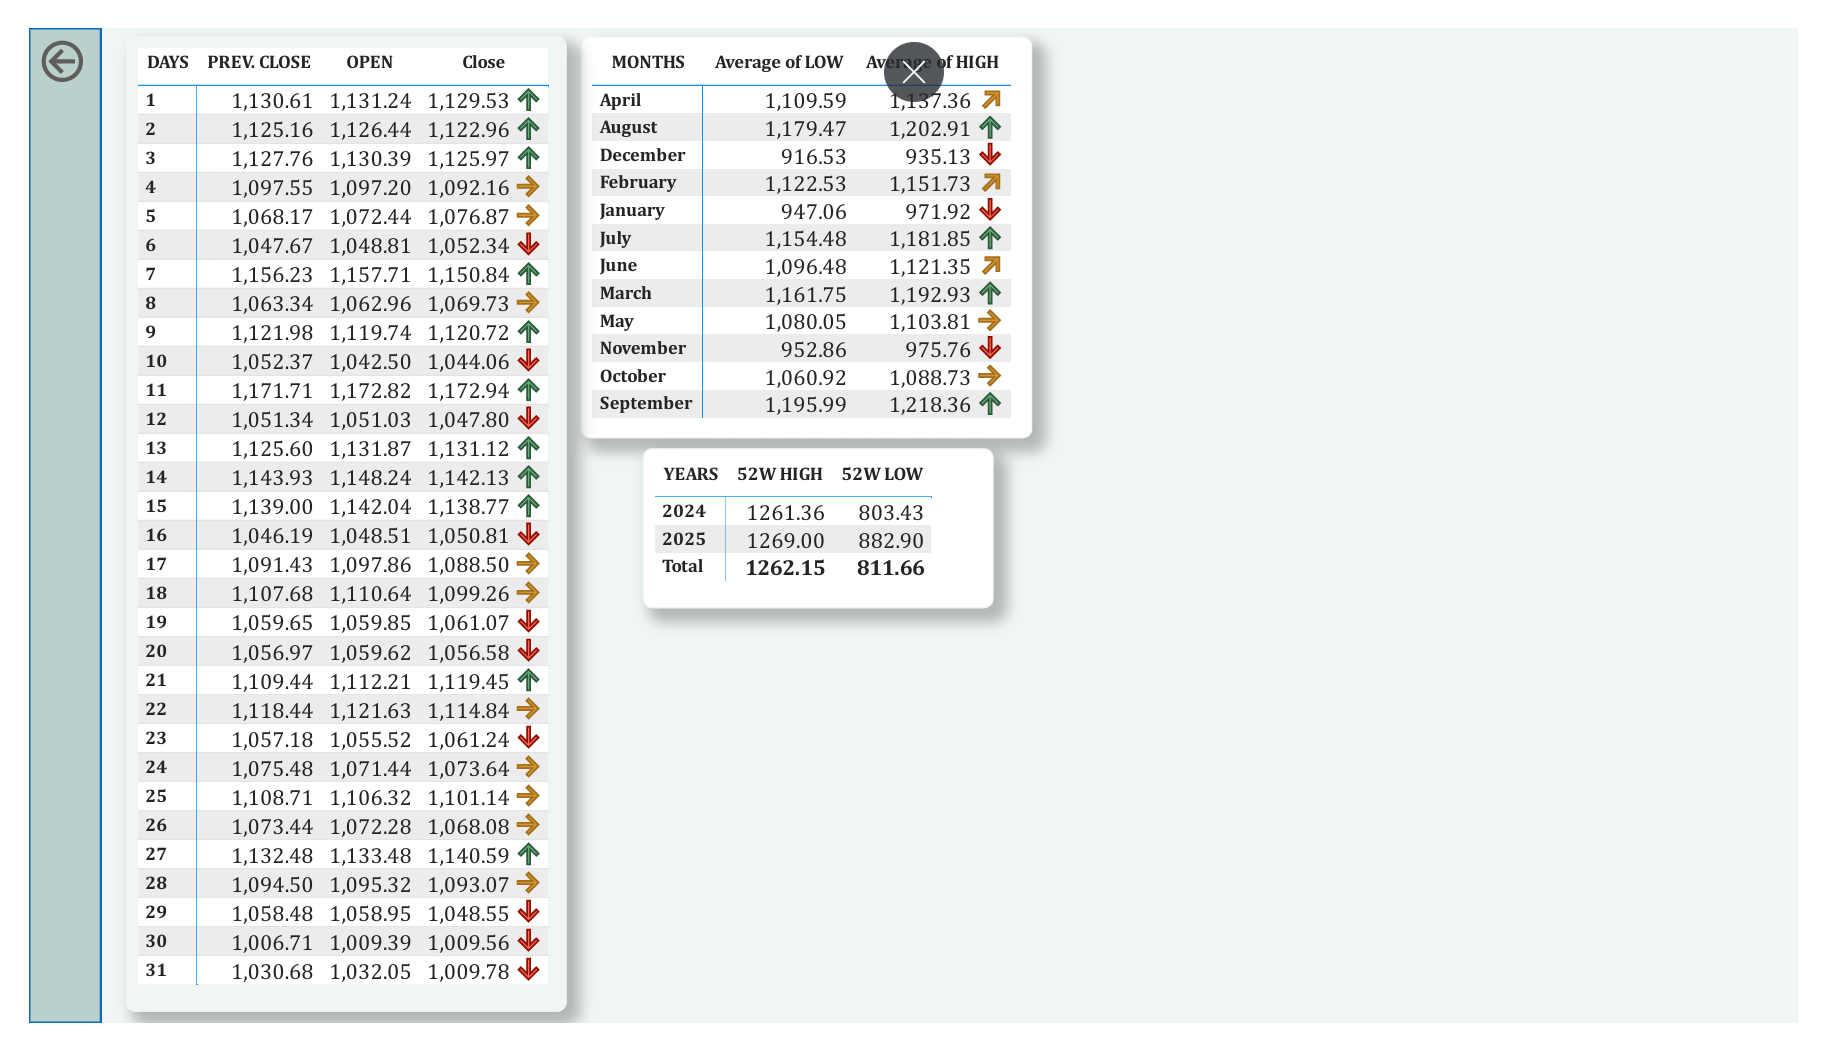 DAYS PREV. CLOSE OPEN Close
1 1,130.61 1,131.24 1,129.53
2 1,125.16 1,126.44 1,122.96
3 1,127.76 1,130.39 1,125.97
4 1,097.55 1,097.20 1,092.16
5 1,068.17 1,072.44 1,076.87
6 1,047.67 1,048.81 1,052.34
7 1,156.23 1,157.71 1,150.84
8 1,063.34 1,062.96 1,069.73
9 1,121.98 1,119.74 1,120.72
10 1,052.37 1,042.50 1,044.06
11 1,171.71 1,172.82 1,172.94
12 1,051.34 1,051.03 1,047.80
13 1,125.60 1,131.87 1,131.12
14 1,143.93 1,148.24 1,142.13
15 1,139.00 1,142.04 1,138.77
16 1,046.19 1,048.51 1,050.81
17 1,091.43 1,097.86 1,088.50
18 1,107.68 1,110.64 1,099.26
19 1,059.65 1,059.85 1,061.07
20 1,056.97 1,059.62 1,056.58
21 1,109.44 1,112.21 1,119.45
22 1,118.44 1,121.63 1,114.84
23 1,057.18 1,055.52 1,061.24
24 1,075.48 1,071.44 1,073.64
25 1,108.71 1,106.32 1,101.14
26 1,073.44 1,072.28 1,068.08
27 1,132.48 1,133.48 1,140.59
28 1,094.50 1,095.32 1,093.07
29 1,058.48 1,058.95 1,048.55
30 1,006.71 1,009.39 1,009.56
31 1,030.68 1,032.05 1,009.78
MONTHS Average of LOW Average of HIGH
April 1,109.59 1,137.36
August 1,179.47 1,202.91
December 916.53 935.13
February 1,122.53 1,151.73
January 947.06 971.92
July 1,154.48 1,181.85
June 1,096.48 1,121.35
March 1,161.75 1,192.93
May 1,080.05 1,103.81
November 952.86 975.76
October 1,060.92 1,088.73
September 1,195.99 1,218.36
YEARS 52W HIGH 52W LOW
2024 1261.36 803.43
2025 1269.00 882.90
Total 1262.15 811.66